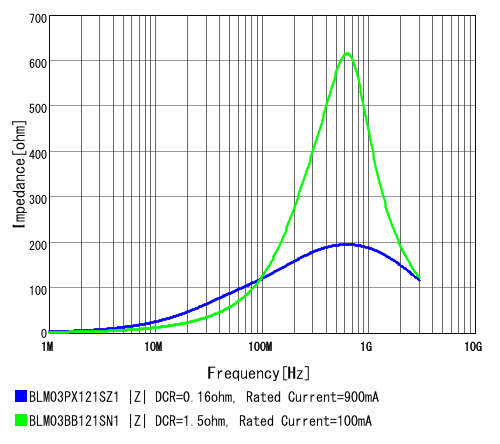 700
600
500
400
300
200
100
0
Impedance[ohm]
1M 10M 100M 1G 10G
Frequency[Hz]
BLM03PX121SZ1 |Z| DCR=0.16ohm, Rated Current=900mA
BLM03BB121SN1 |Z| DCR=1.5ohm, Rated Current=100mA